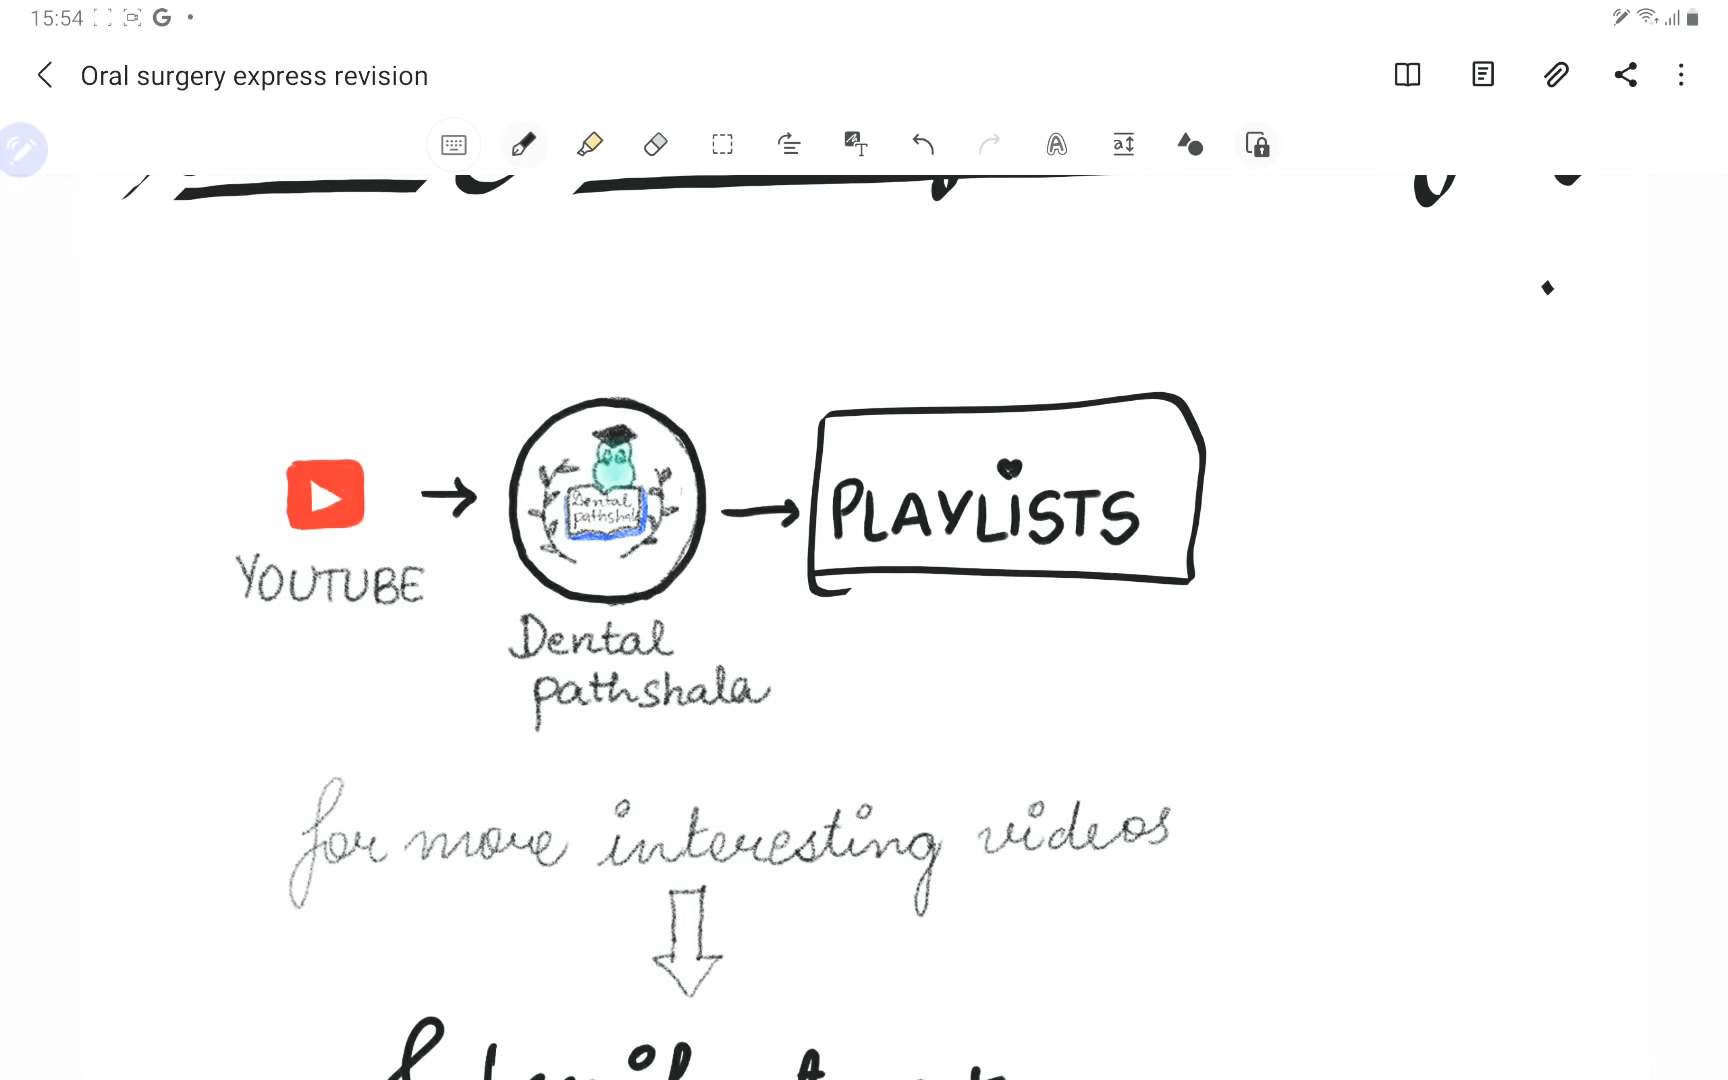 15:54
Oral surgery express revision
PLAYLISTS
Dental
pathshala
YOUTUBE
Dental
pathshala
for more interesting videos